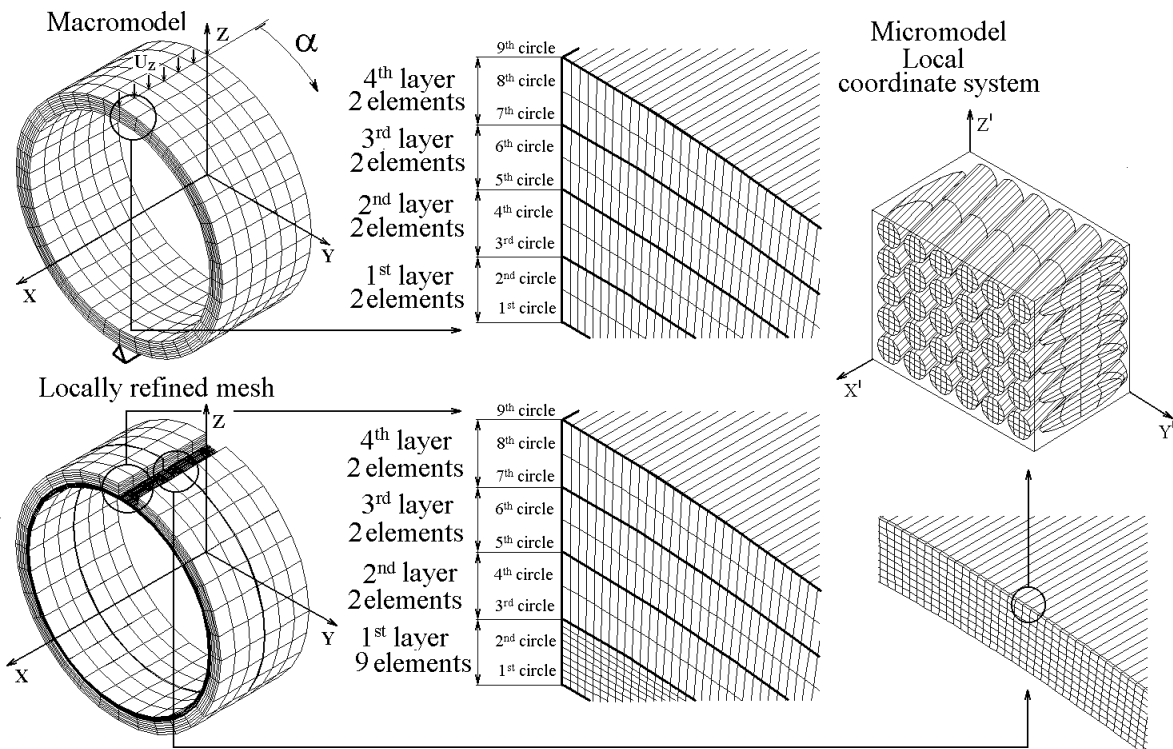 Macromodel
Z
α
Uz
X
Y
9th circle
4th layer
2 elements
8th circle
7th circle
3rd layer
2 elements
6th circle
5th circle
2nd layer
2 elements
4th circle
3rd circle
1st layer
2 elements
2nd circle
1st circle
Micromodel
Local
coordinate system
Z'
X'
Y'
Locally refined mesh
Z
X
Y
9th circle
4th layer
2 elements
8th circle
7th circle
3rd layer
2 elements
6th circle
5th circle
2nd layer
2 elements
4th circle
3rd circle
1st layer
9 elements
2nd circle
1st circle